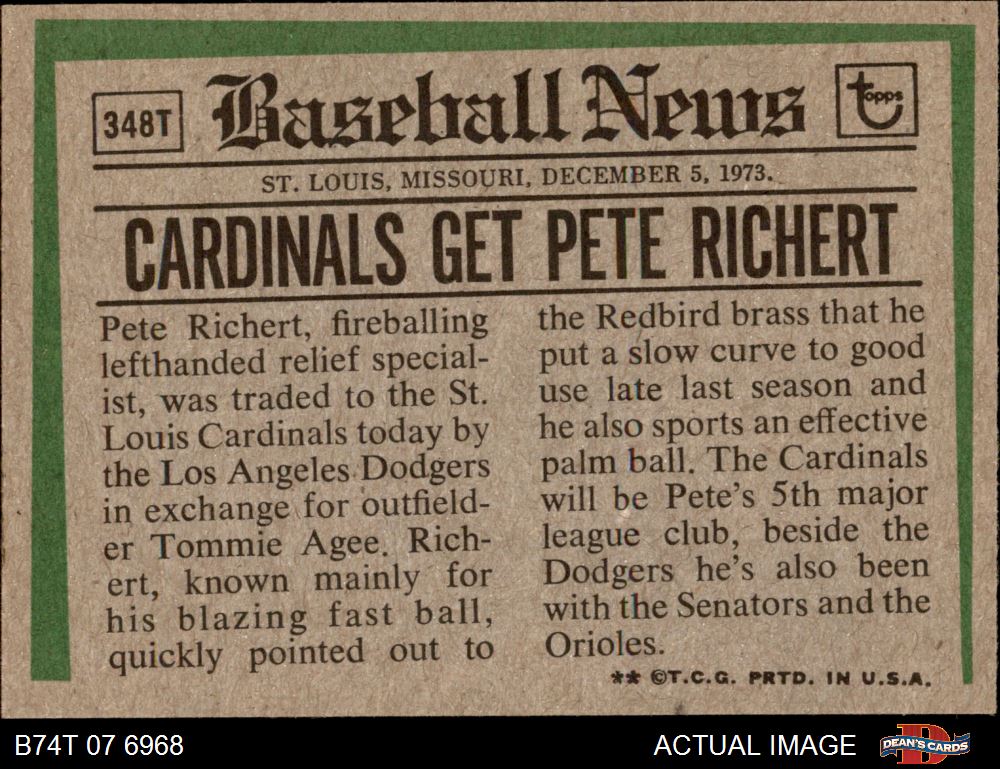 348T
Baseball News
topps
ST. LOUIS, MISSOURI, DECEMBER 5, 1973.
CARDINALS GET PETE RICHERT
Pete Richert, fireballing
lefthanded relief special-
ist, was traded to the St.
Louis Cardinals today by
the Los Angeles Dodgers
in exchange for outfield-
er Tommie Agee. Rich-
ert, known mainly for
his blazing fast ball,
quickly pointed out to
the Redbird brass that he
put a slow curve to good
use late last season and
he also sports an effective
palm ball. The Cardinals
will be Pete's 5th major
league club, beside the
Dodgers he's also been
with the Senators and the
Orioles.
** ©T.C.G. PRTD. IN U.S.A.
B74T 07 6968
ACTUAL IMAGE
DEAN'S CARDS